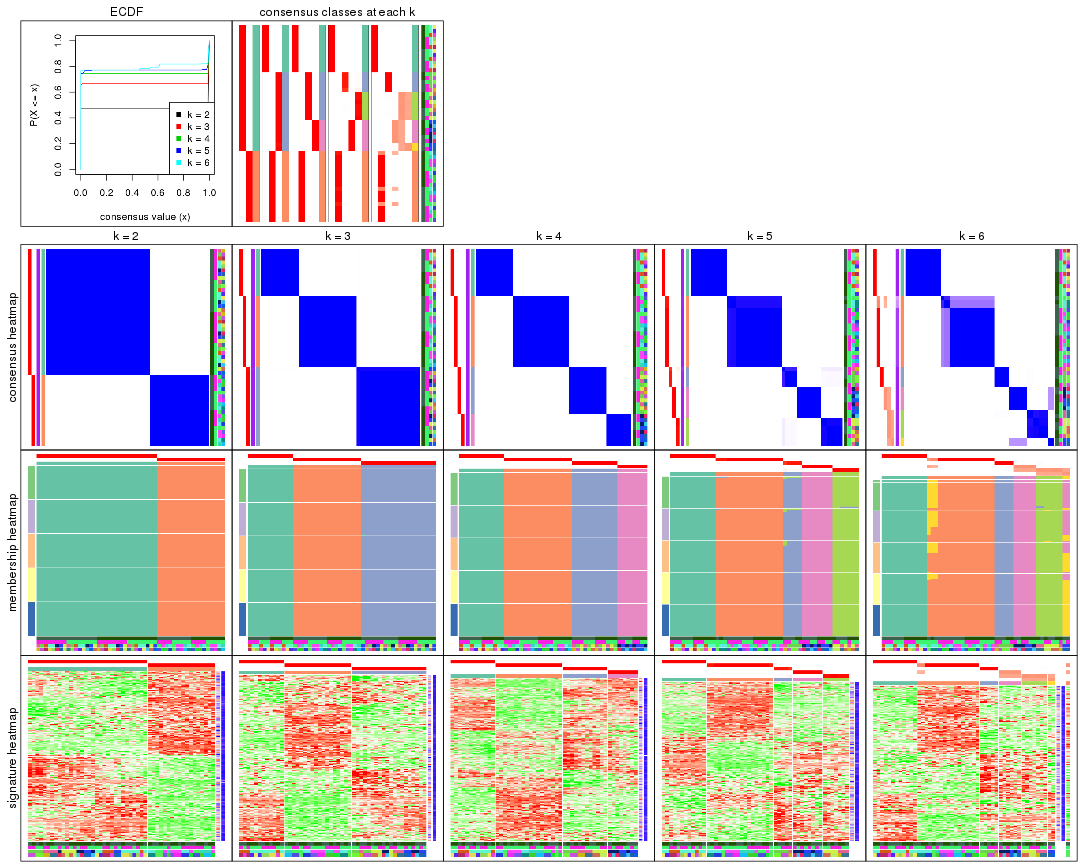 ECDF
consensus classes at each k
P(X <= x)
1.0
0.8
0.6
0.4
0.2
0.0
k = 2
k = 3
k = 4
k = 5
k = 6
0.0 0.2 0.4 0.6 0.8 1.0
consensus value (x)
k = 2
k = 3
k = 4
k = 5
k = 6
consensus heatmap
membership heatmap
signature heatmap